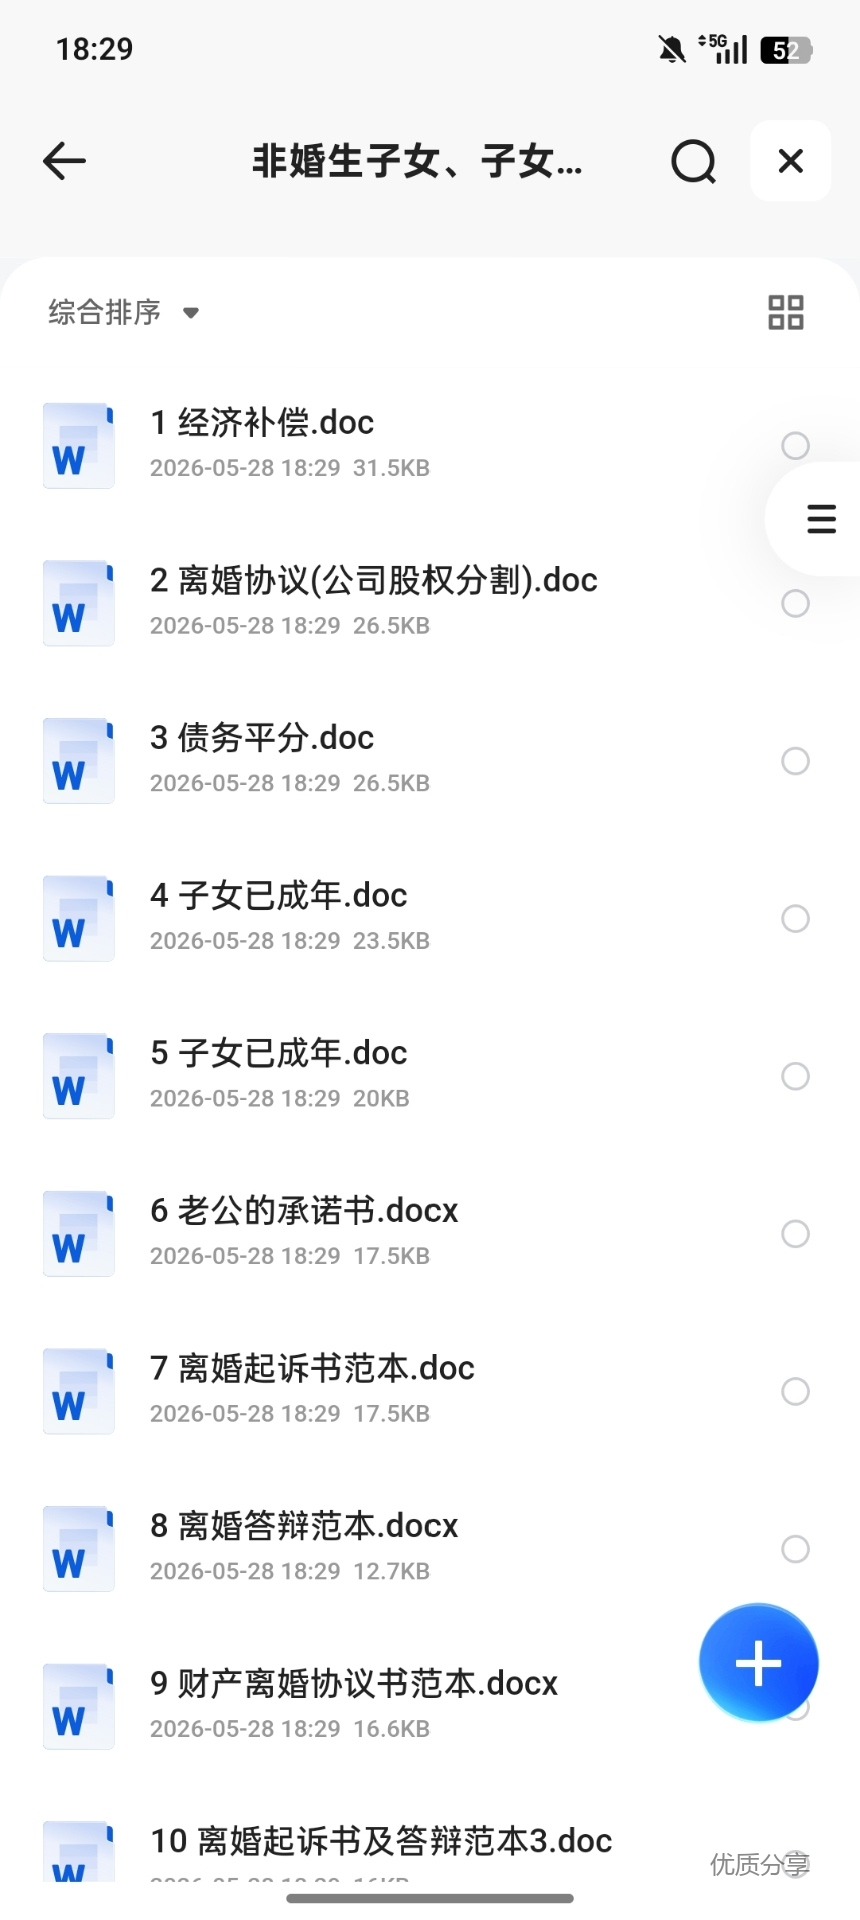 18:29
5G
52
非婚生子女、子女...
综合排序
1 经济补偿.doc
2026-05-28 18:29 31.5KB
2 离婚协议(公司股权分割).doc
2026-05-28 18:29 26.5KB
3 债务平分.doc
2026-05-28 18:29 26.5KB
4 子女已成年.doc
2026-05-28 18:29 23.5KB
5 子女已成年.doc
2026-05-28 18:29 20KB
6 老公的承诺书.docx
2026-05-28 18:29 17.5KB
7 离婚起诉书范本.doc
2026-05-28 18:29 17.5KB
8 离婚答辩范本.docx
2026-05-28 18:29 12.7KB
9 财产离婚协议书范本.docx
2026-05-28 18:29 16.6KB
10 离婚起诉书及答辩范本3.doc
优质分享